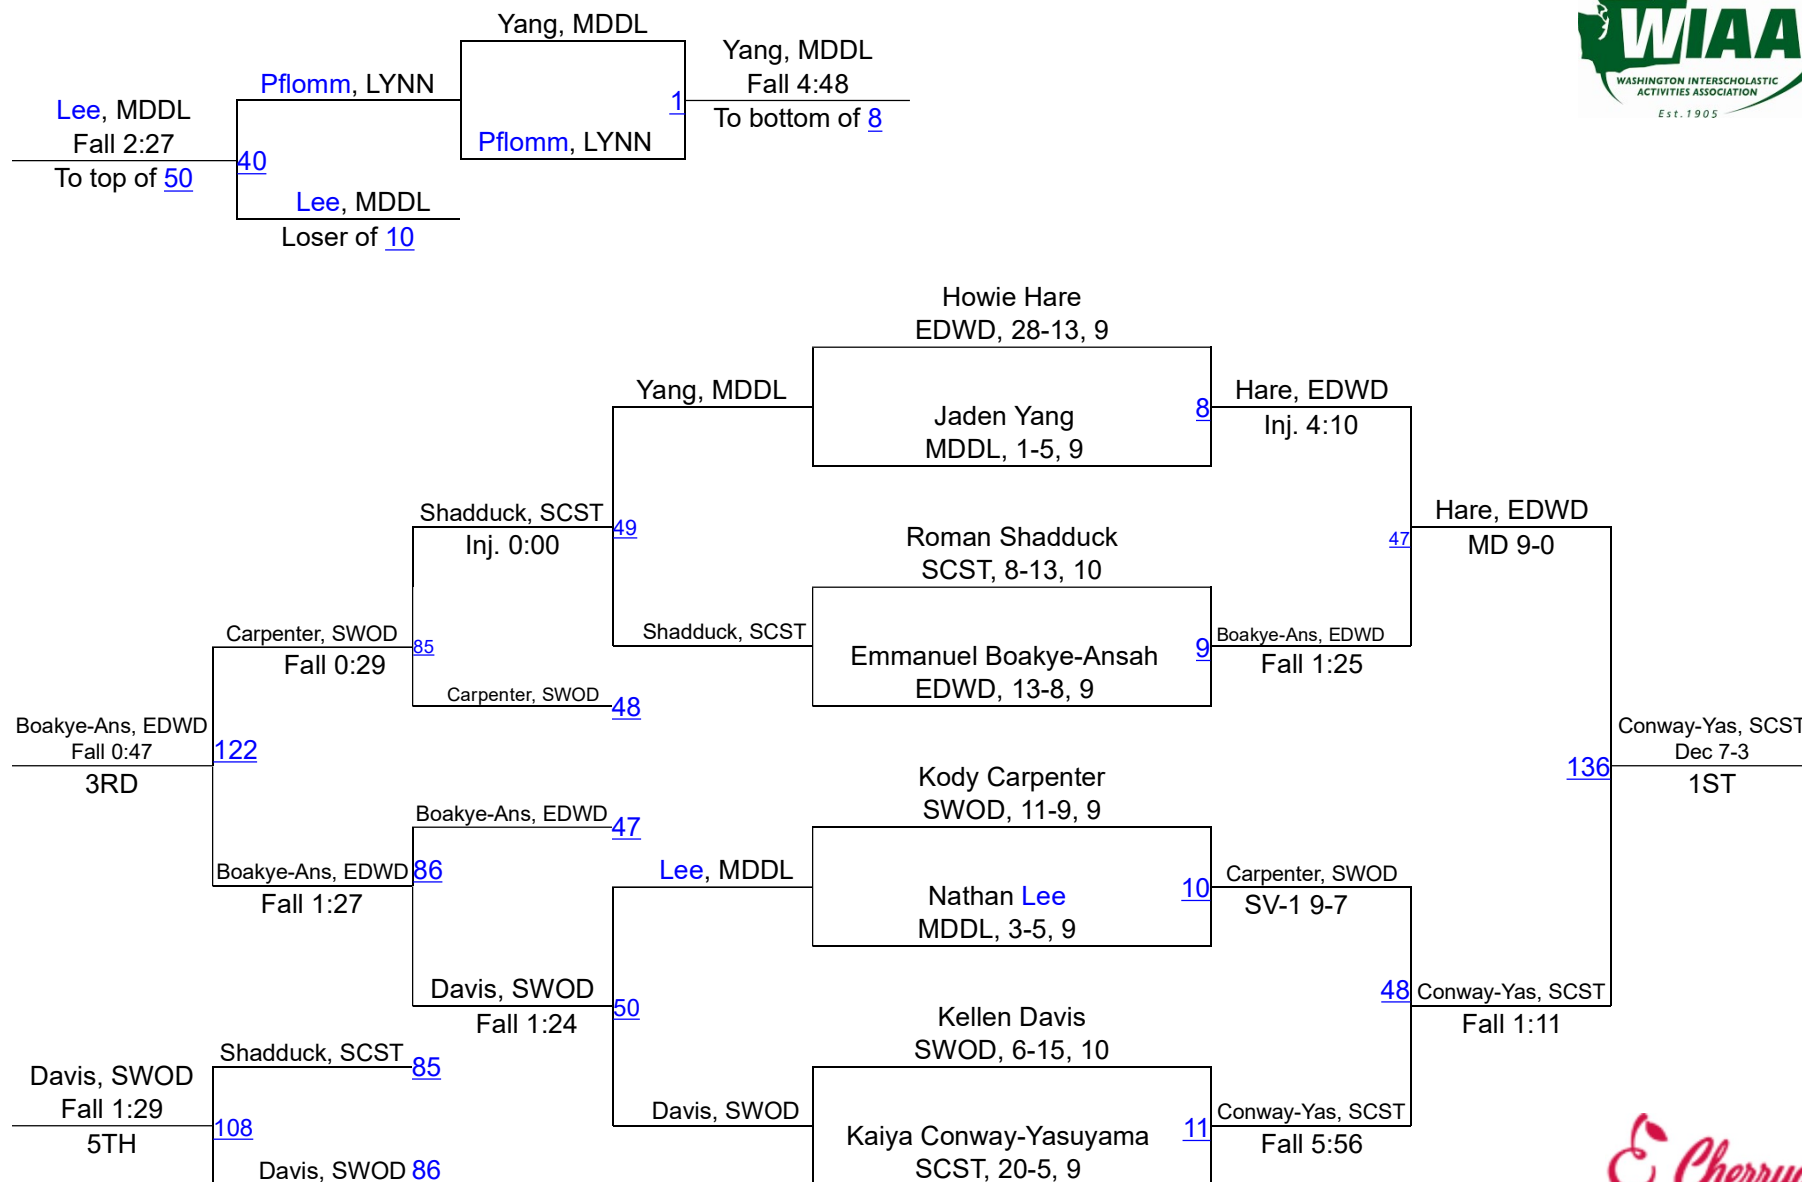 WIAA
WASHINGTON INTERSCHOLASTIC
ACTIVITIES ASSOCIATION
Est. 1905
Yang, MDDL
Yang, MDDL
Fall 4:48
1
To bottom of 8
Pflomm, LYNN
Pflomm, LYNN
Lee, MDDL
Fall 2:27
40
To top of 50
Lee, MDDL
Loser of 10
Howie Hare
EDWD, 28-13, 9
Yang, MDDL
Jaden Yang
MDDL, 1-5, 9
8
Hare, EDWD
Inj. 4:10
Shadduck, SCST
Inj. 0:00
49
Roman Shadduck
SCST, 8-13, 10
47
Hare, EDWD
MD 9-0
Carpenter, SWOD
Fall 0:29
85
Shadduck, SCST
Emmanuel Boakye-Ansah
EDWD, 13-8, 9
9
Boakye-Ans, EDWD
Fall 1:25
Carpenter, SWOD
48
Boakye-Ans, EDWD
Fall 0:47
122
3RD
Kody Carpenter
SWOD, 11-9, 9
136
Conway-Yas, SCST
Dec 7-3
1ST
Boakye-Ans, EDWD
47
Boakye-Ans, EDWD
86
Fall 1:27
Lee, MDDL
Nathan Lee
MDDL, 3-5, 9
10
Carpenter, SWOD
SV-1 9-7
Davis, SWOD
Fall 1:24
50
Kellen Davis
SWOD, 6-15, 10
48
Conway-Yas, SCST
Fall 1:11
Shadduck, SCST
85
Davis, SWOD
Fall 1:29
108
5TH
Davis, SWOD
86
Davis, SWOD
Kaiya Conway-Yasuyama
SCST, 20-5, 9
11
Conway-Yas, SCST
Fall 5:56